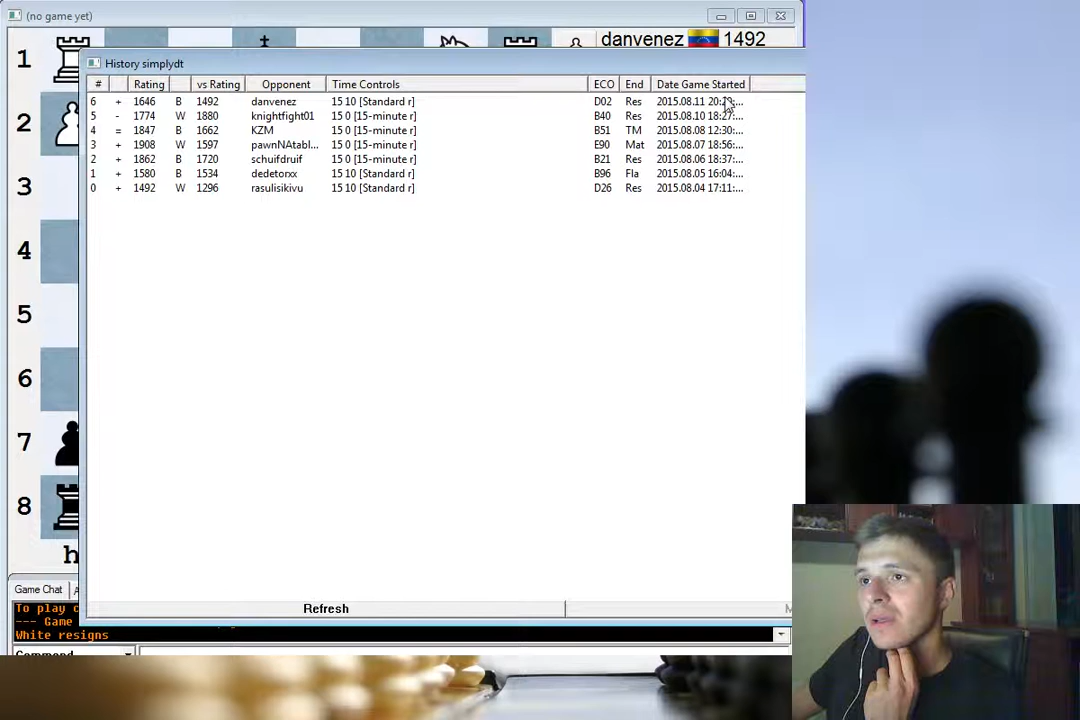 (no game yet)
danvenez 1492
1
History simplydt
# Rating vs Rating Opponent Time Controls ECO End Date Game Started
6 + 1646 B 1492 danvenez 15 10 [Standard r] D02 Res 2015.08.11
5 - 1774 W 1880 knightfight01 15 0 [15-minute r] B40 Res 2015.08.10 18:27:...
4 = 1847 B 1662 KZM 15 0 [15-minute r] B51 TM 2015.08.08 12:30:...
3 + 1908 W 1597 pawnNAtabl... 15 0 [15-minute r] E90 Mat 2015.08.07 18:56:...
2 + 1862 B 1720 schuifdruif 15 0 [15-minute r] B21 Res 2015.08.06 18:37:...
1 + 1580 B 1534 dedetorxx 15 10 [Standard r] B96 Fla 2015.08.05 16:04:...
0 + 1492 W 1296 rasulisikivu 15 10 [Standard r] D26 Res 2015.08.04 17:11:...
2
3
4
5
6
7
8
h
Refresh
Game Chat
To play
--- Game
White resigns
Command